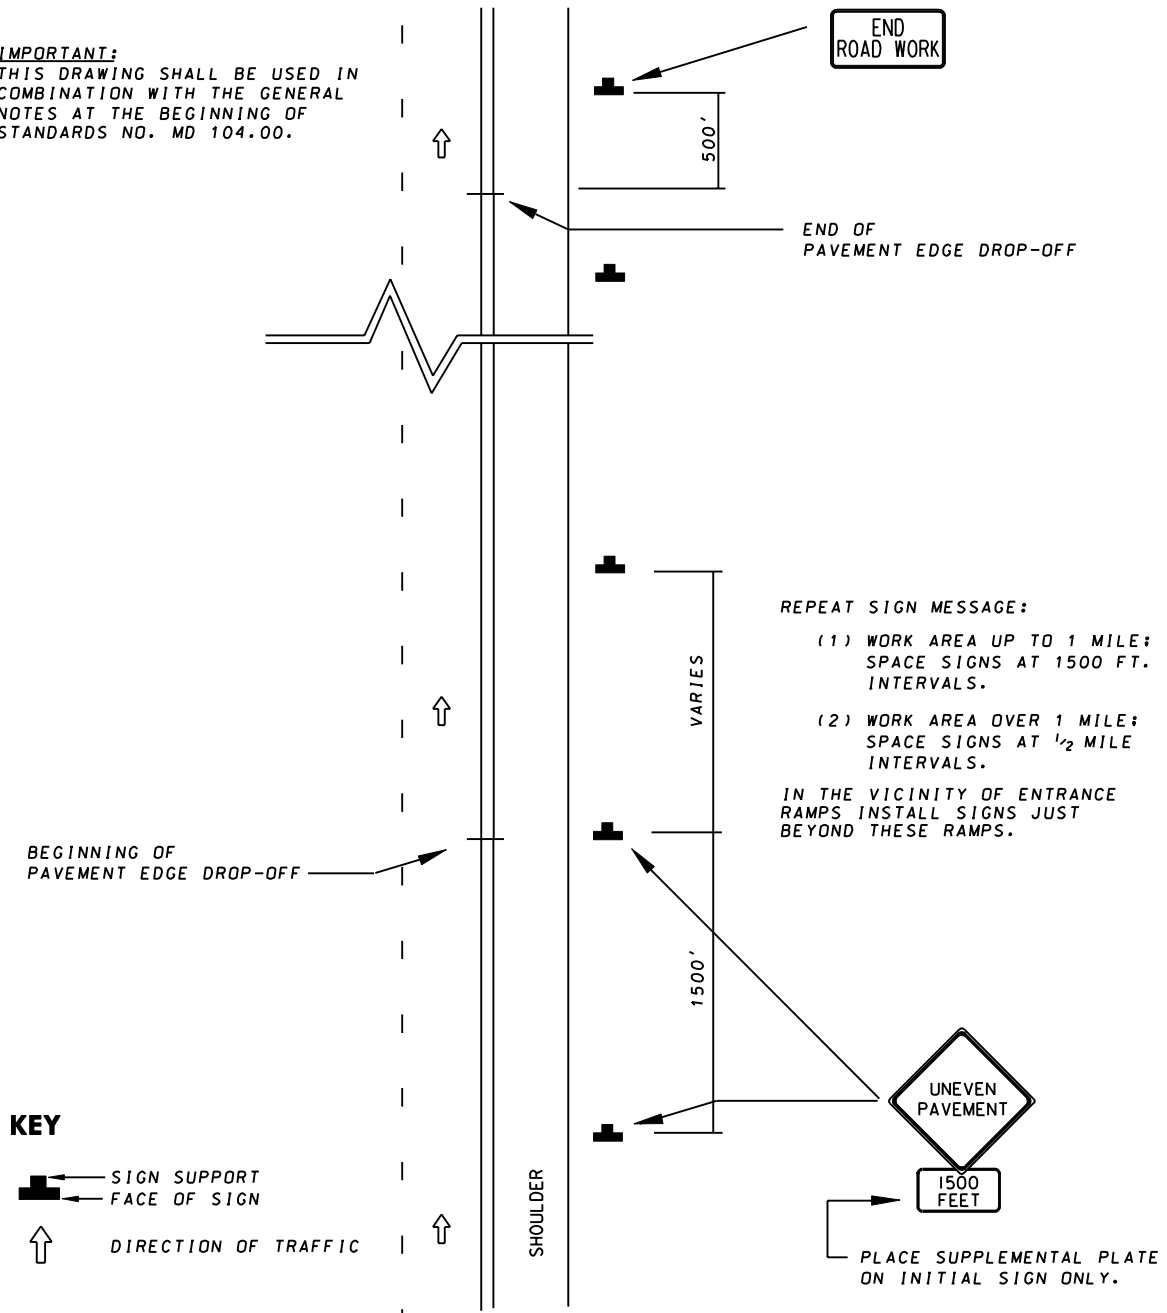 IMPORTANT:
THIS DRAWING SHALL BE USED IN
COMBINATION WITH THE GENERAL
NOTES AT THE BEGINNING OF
STANDARDS NO. MD 104.00.
END
ROAD WORK
500'
END OF
PAVEMENT EDGE DROP-OFF
REPEAT SIGN MESSAGE:
(1) WORK AREA UP TO 1 MILE;
SPACE SIGNS AT 1500 FT.
INTERVALS.
(2) WORK AREA OVER 1 MILE;
SPACE SIGNS AT 1/2 MILE
INTERVALS.
IN THE VICINITY OF ENTRANCE
RAMPS INSTALL SIGNS JUST
BEYOND THESE RAMPS.
VARIES
BEGINNING OF
PAVEMENT EDGE DROP-OFF
1500'
UNEVEN
PAVEMENT
1500
FEET
PLACE SUPPLEMENTAL PLATE
ON INITIAL SIGN ONLY.
SHOULDER
KEY
SIGN SUPPORT
FACE OF SIGN
DIRECTION OF TRAFFIC